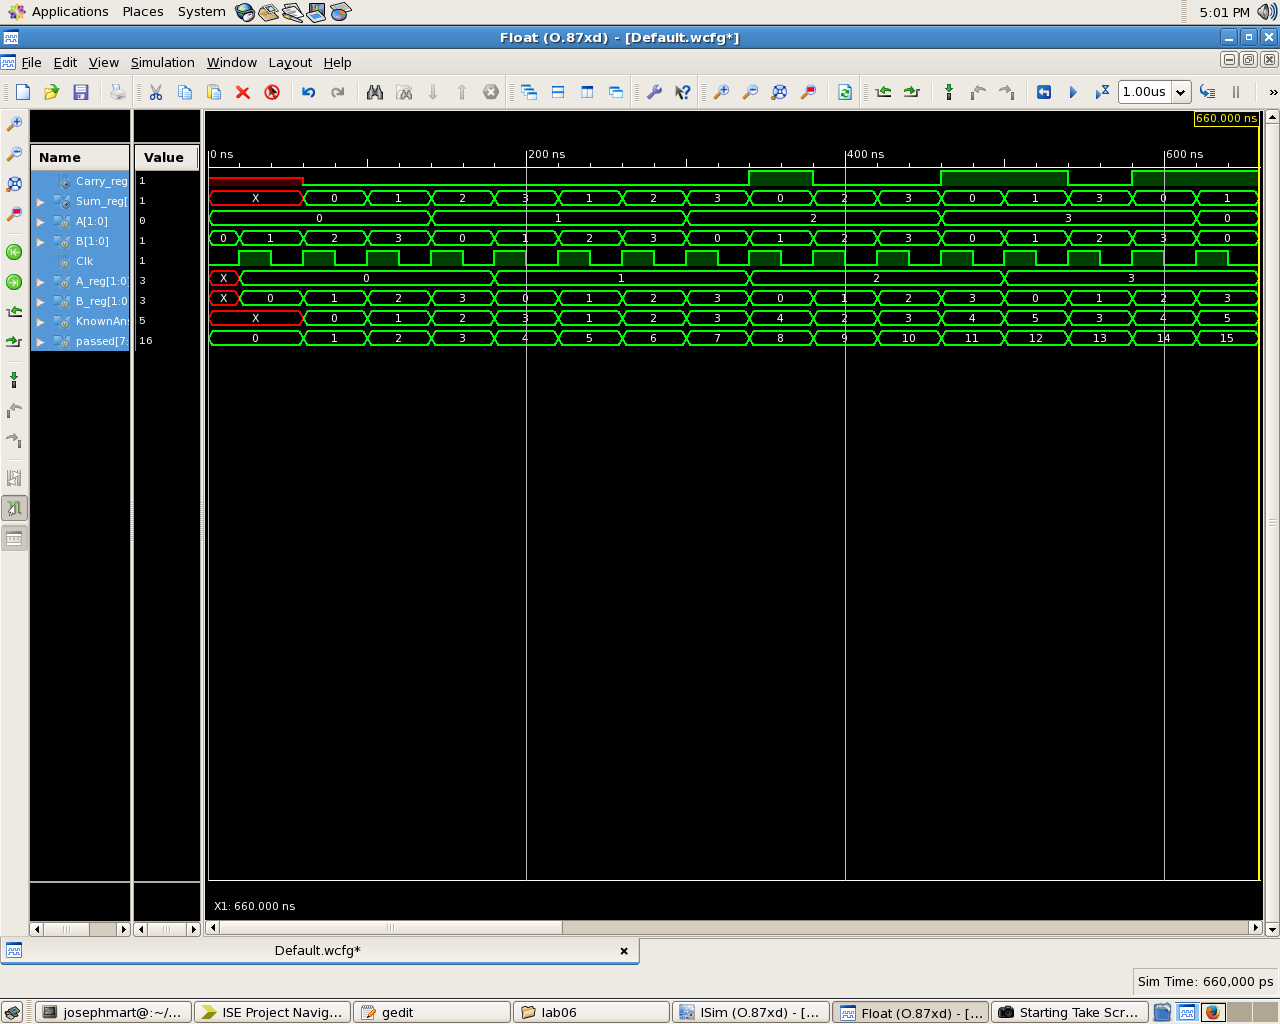 Applications Places System 5:01 PM
Float (O.87xd) - [Default.wcfg*]
File Edit View Simulation Window Layout Help
1.00us »
660.000 ns
Name Value 0 ns 200 ns 400 ns 600 ns
Carry_reg 1
Sum_reg[ 1 X 0 1 2 3 1 2 3 0 2 3 0 1 3 0 1
A[1:0] 0 0 1 2 3 0
B[1:0] 1 0 1 2 3 0 1 2 3 0 1 2 3 0 1 2 3 0
Clk 1
A_reg[1:0] 3 X 0 1 2 3
B_reg[1:0 3 X 0 1 2 3 0 1 2 3 0 1 2 3 0 1 2 3
KnownAn 5 X 0 1 2 3 1 2 3 4 2 3 4 5 3 4 5
passed[7: 16 0 1 2 3 4 5 6 7 8 9 10 11 12 13 14 15
X1: 660.000 ns
Default.wcfg*
Sim Time: 660,000 ps
josephmart@:~/... ISE Project Navig... gedit lab06 ISim (O.87xd) - [... Float (O.87xd) - [... Starting Take Scr...